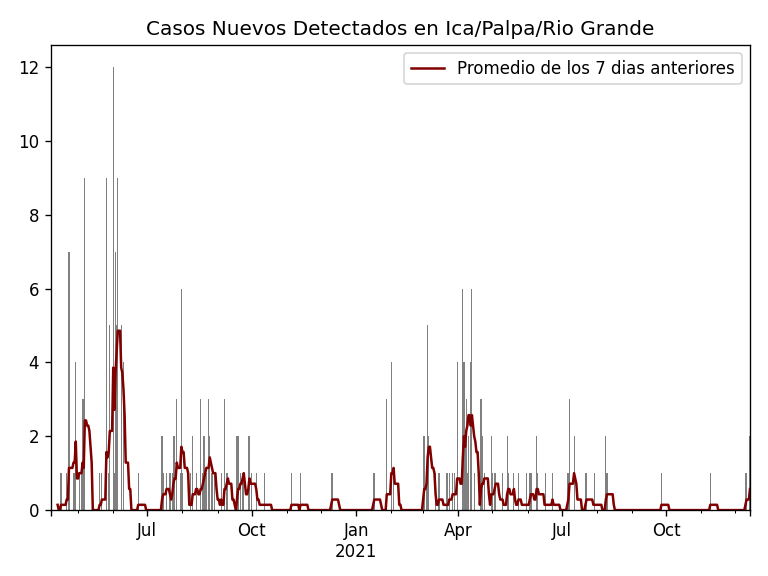 Casos Nuevos Detectados en Ica/Palpa/Rio Grande
Promedio de los 7 dias anteriores
12
10
8
6
4
2
0
Jul
Oct
Jan
2021
Apr
Jul
Oct